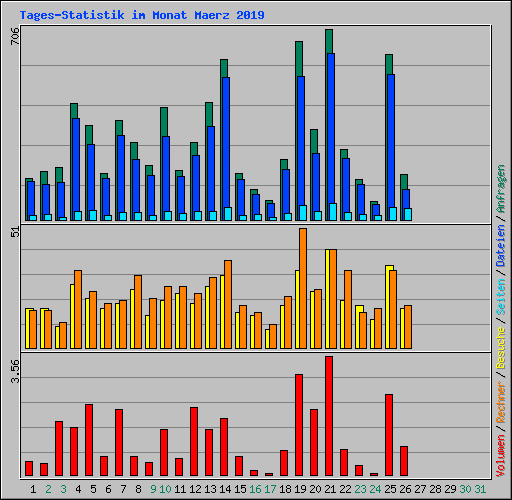 Tages-Statistik im Monat Maerz 2019
706
51
3.56
Volumen / Rechner / Besuche / Seiten / Dateien / Anfragen
1 2 3 4 5 6 7 8 9 10 11 12 13 14 15 16 17 18 19 20 21 22 23 24 25 26 27 28 29 30 31